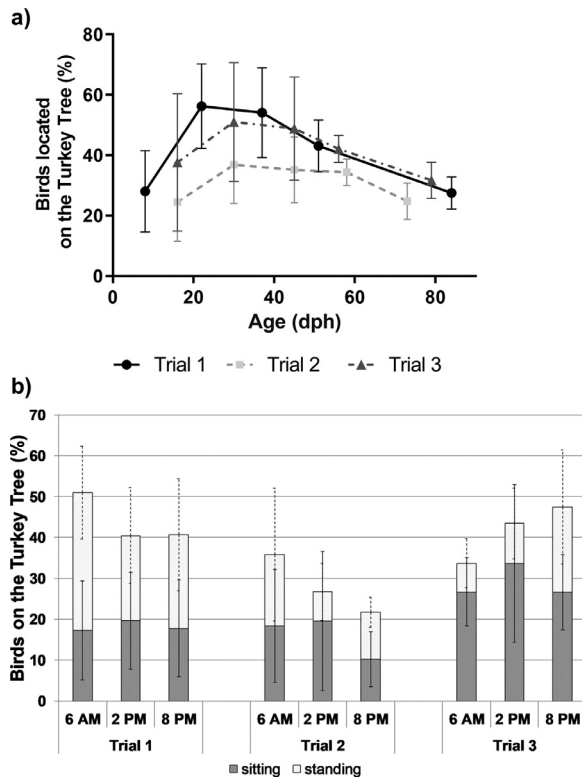 a)
Birds located
on the Turkey Tree (%)
80
60
40
20
0
0 20 40 60 80
Age (dph)
Trial 1 Trial 2 Trial 3
b)
Birds on the Turkey Tree (%)
70
60
50
40
30
20
10
0
6 AM 2 PM 8 PM 6 AM 2 PM 8 PM 6 AM 2 PM 8 PM
Trial 1 Trial 2 Trial 3
sitting standing